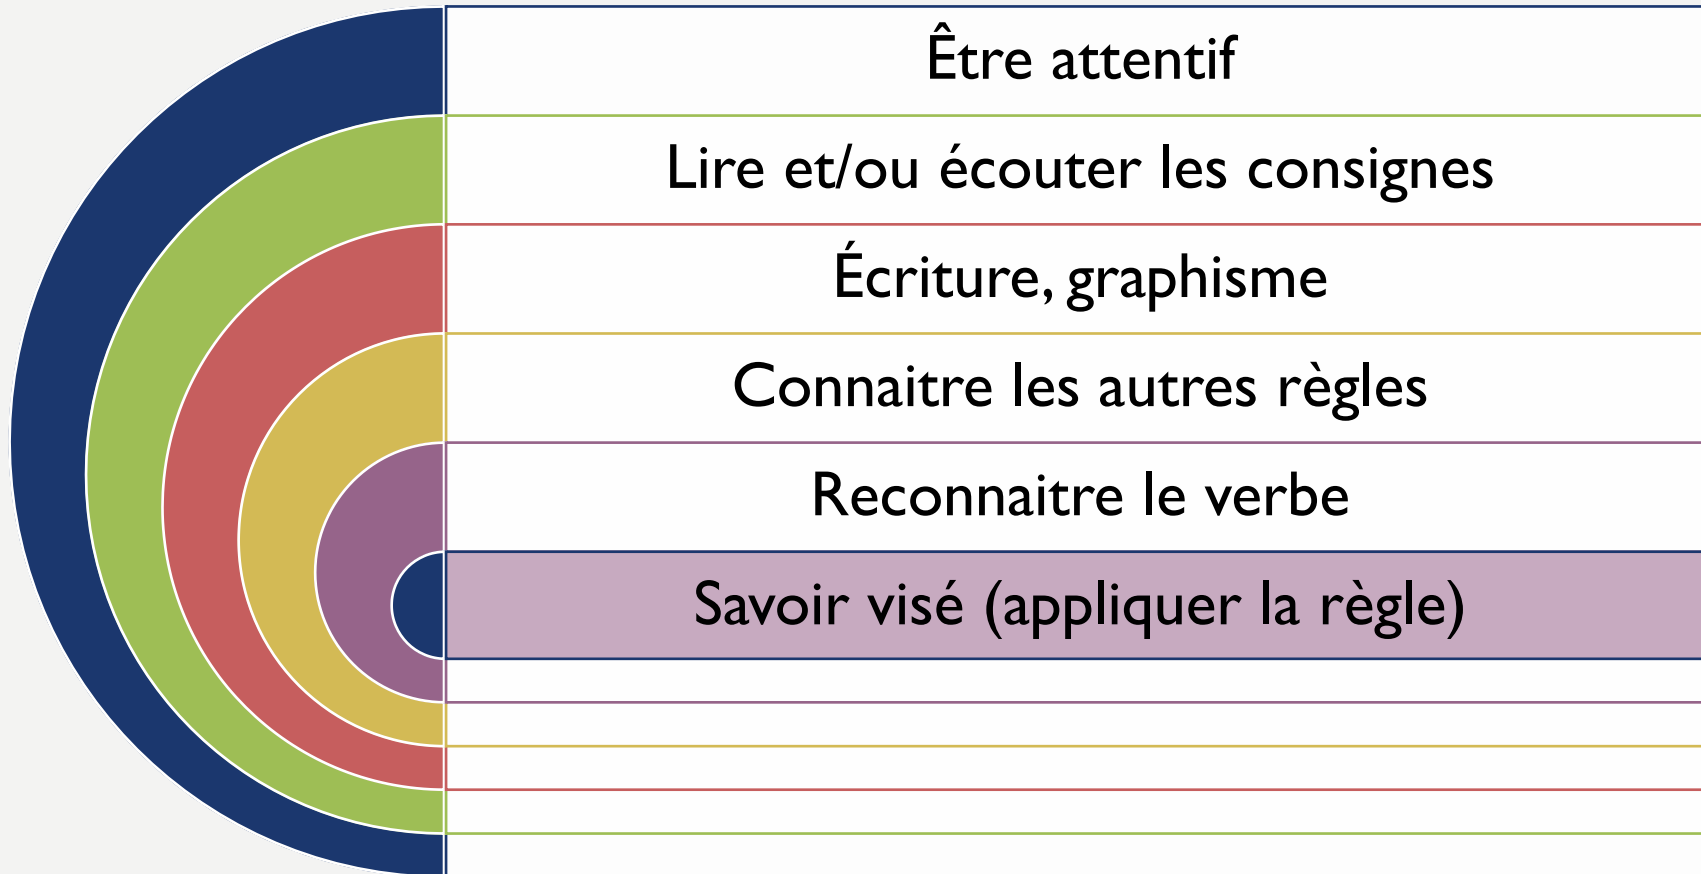 Être attentif
Lire et/ou écouter les consignes
Écriture, graphisme
Connaitre les autres règles
Reconnaitre le verbe
Savoir visé (appliquer la règle)